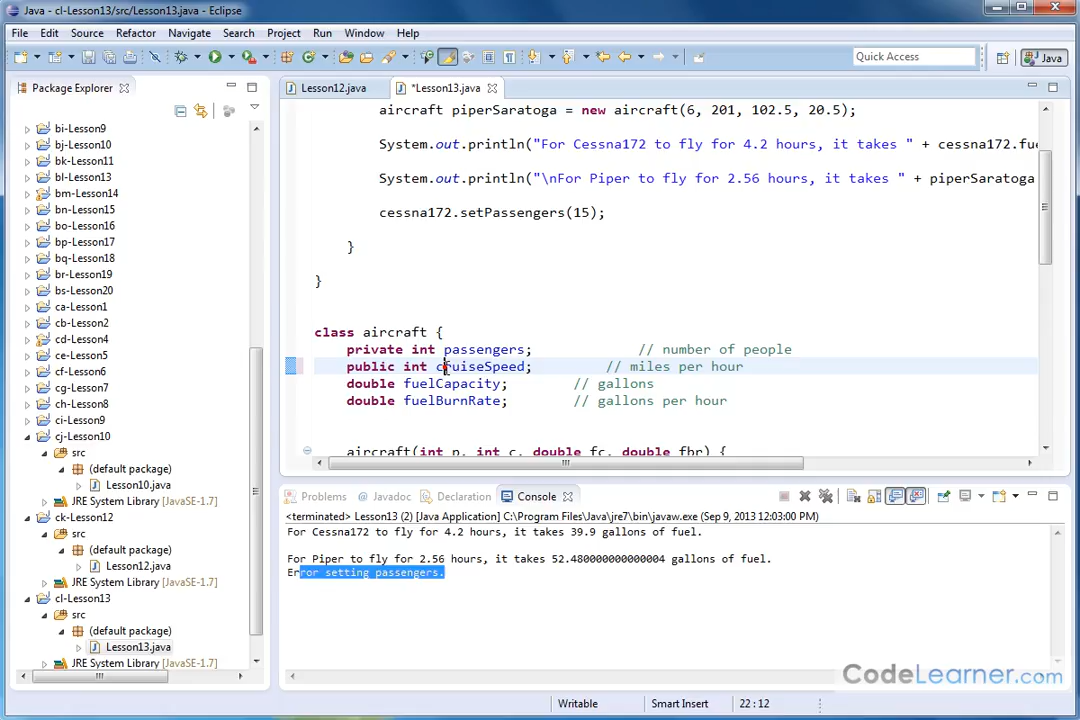 Java - cl-Lesson13/src/Lesson13.java - Eclipse
File Edit Source Refactor Navigate Search Project Run Window Help
Quick Access
Java
Package Explorer
Lesson12.java
*Lesson13.java
bi-Lesson9
bj-Lesson10
bk-Lesson11
bl-Lesson13
bm-Lesson14
bn-Lesson15
bo-Lesson16
bp-Lesson17
bq-Lesson18
br-Lesson19
bs-Lesson20
ca-Lesson1
cb-Lesson2
cd-Lesson4
ce-Lesson5
cf-Lesson6
cg-Lesson7
ch-Lesson8
ci-Lesson9
cj-Lesson10
src
(default package)
Lesson10.java
JRE System Library [JavaSE-1.7]
ck-Lesson12
src
(default package)
Lesson12.java
JRE System Library [JavaSE-1.7]
cl-Lesson13
src
(default package)
Lesson13.java
JRE System Library [JavaSE-1.7]
aircraft piperSaratoga = new aircraft(6, 201, 102.5, 20.5);
System.out.println("For Cessna172 to fly for 4.2 hours, it takes " + cessna172.fue
System.out.println("\nFor Piper to fly for 2.56 hours, it takes " + piperSaratoga
cessna172.setPassengers(15);
}
}
class aircraft {
private int passengers; // number of people
public int cruiseSpeed; // miles per hour
double fuelCapacity; // gallons
double fuelBurnRate; // gallons per hour
aircraft(int p, int c, double fc, double fbr) {
Problems Javadoc Declaration Console
<terminated> Lesson13 (2) [Java Application] C:\Program Files\Java\jre7\bin\javaw.exe (Sep 9, 2013 12:03:00 PM)
For Cessna172 to fly for 4.2 hours, it takes 39.9 gallons of fuel.
For Piper to fly for 2.56 hours, it takes 52.480000000000004 gallons of fuel.
Error setting passengers.
CodeLearner.com
Writable Smart Insert 22 : 12